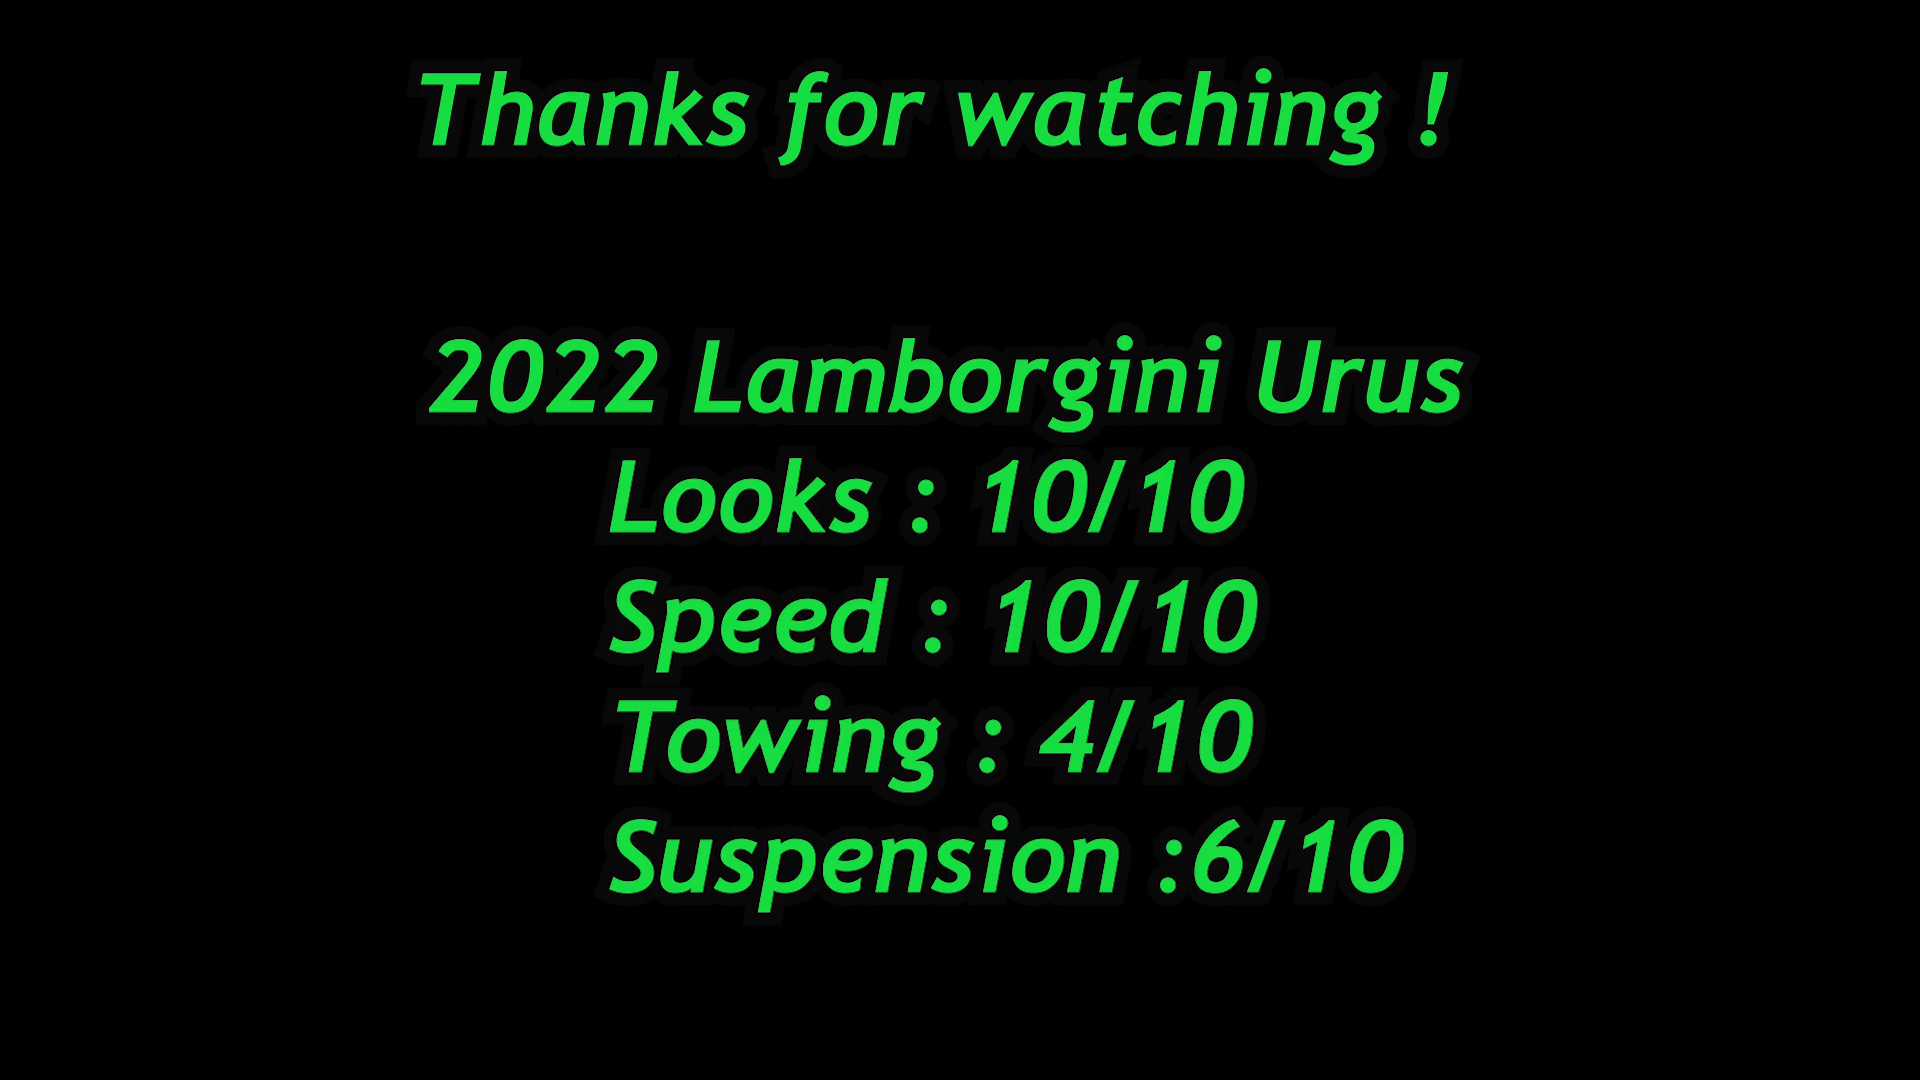 Thanks for watching !
2022 Lamborgini Urus
Looks : 10/10
Speed : 10/10
Towing : 4/10
Suspension :6/10